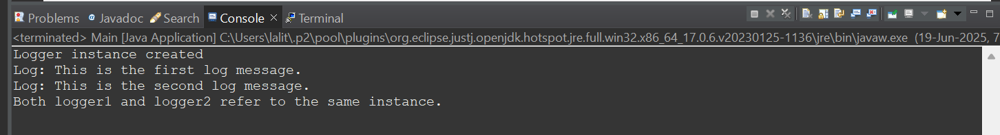 Problems @ Javadoc Search Console × Terminal
<terminated> Main [Java Application] C:\Users\lalit\.p2\pool\plugins\org.eclipse.justj.openjdk.hotspot.jre.full.win32.x86_64_17.0.6.v20230125-1136\jre\bin\javaw.exe (19-Jun-2025, 7
Logger instance created
Log: This is the first log message.
Log: This is the second log message.
Both logger1 and logger2 refer to the same instance.